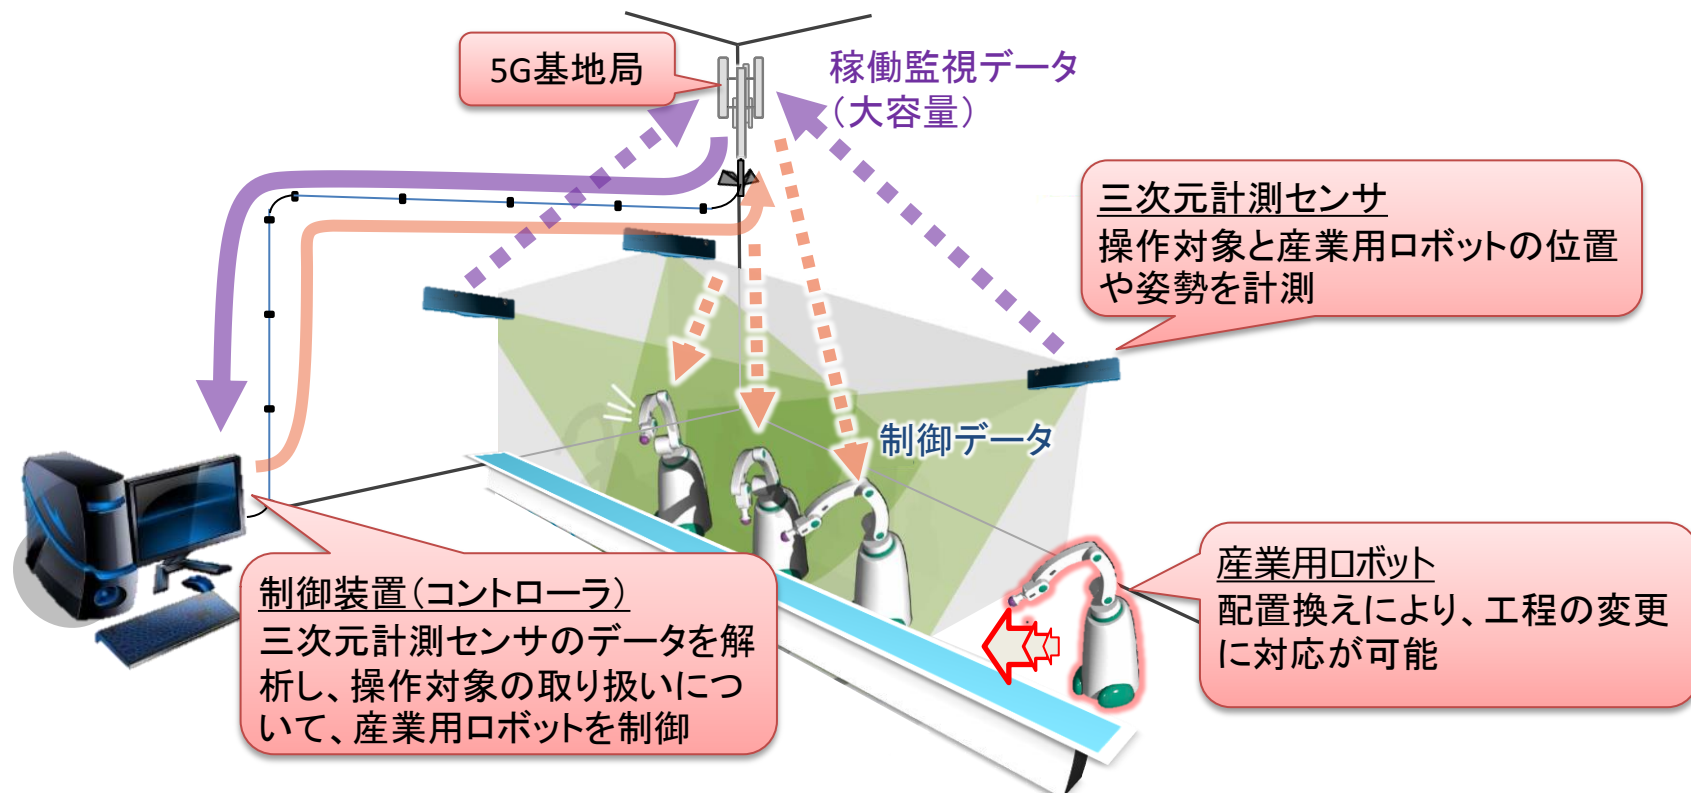 5G基地局
稼働監視データ
（大容量）
三次元計測センサ
操作対象と産業用ロボットの位置
や姿勢を計測
制御データ
産業用ロボット
配置換えにより、工程の変更
に対応が可能
制御装置（コントローラ）
三次元計測センサのデータを解
析し、操作対象の取り扱いにつ
いて、産業用ロボットを制御